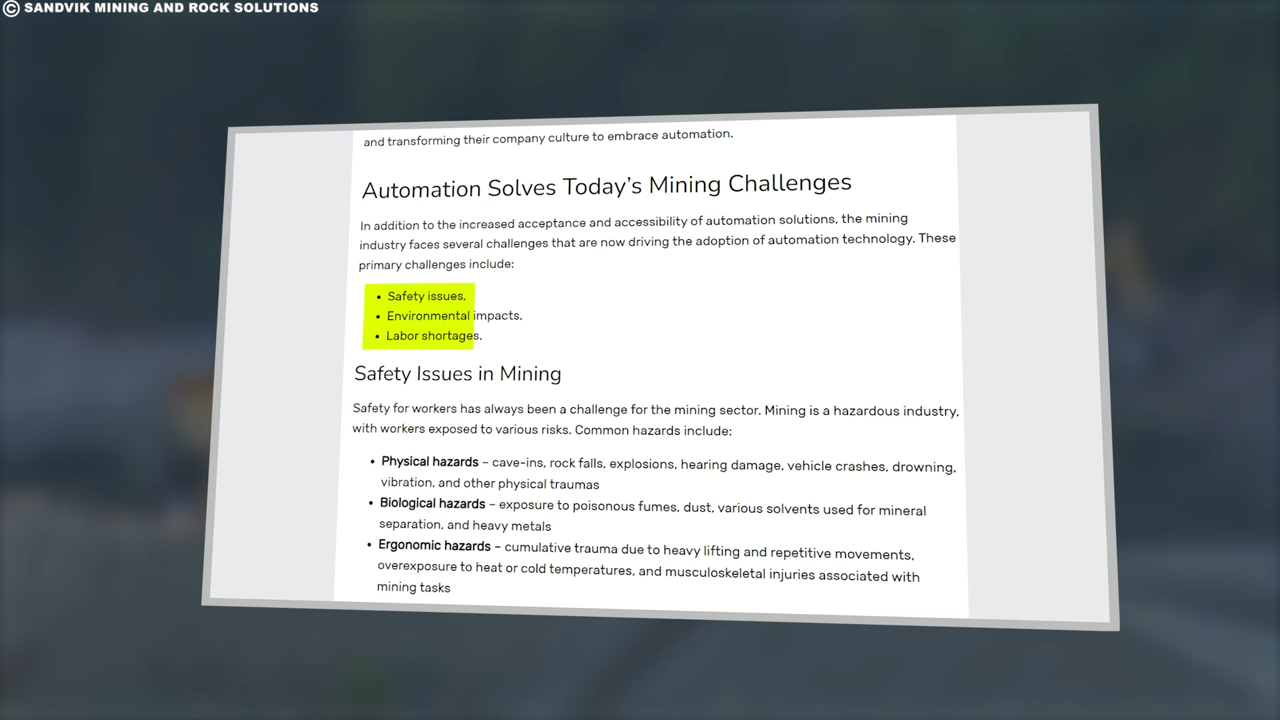 © SANDVIK MINING AND ROCK SOLUTIONS
and transforming their company culture to embrace automation.
Automation Solves Today’s Mining Challenges
In addition to the increased acceptance and accessibility of automation solutions, the mining
industry faces several challenges that are now driving the adoption of automation technology. These
primary challenges include:
• Safety issues,
• Environmental impacts,
• Labor shortages.
Safety Issues in Mining
Safety for workers has always been a challenge for the mining sector. Mining is a hazardous industry,
with workers exposed to various risks. Common hazards include:
• Physical hazards – cave-ins, rock falls, explosions, hearing damage, vehicle crashes, drowning,
vibration, and other physical traumas
• Biological hazards – exposure to poisonous fumes, dust, various solvents used for mineral
separation, and heavy metals
• Ergonomic hazards – cumulative trauma due to heavy lifting and repetitive movements,
overexposure to heat or cold temperatures, and musculoskeletal injuries associated with
mining tasks